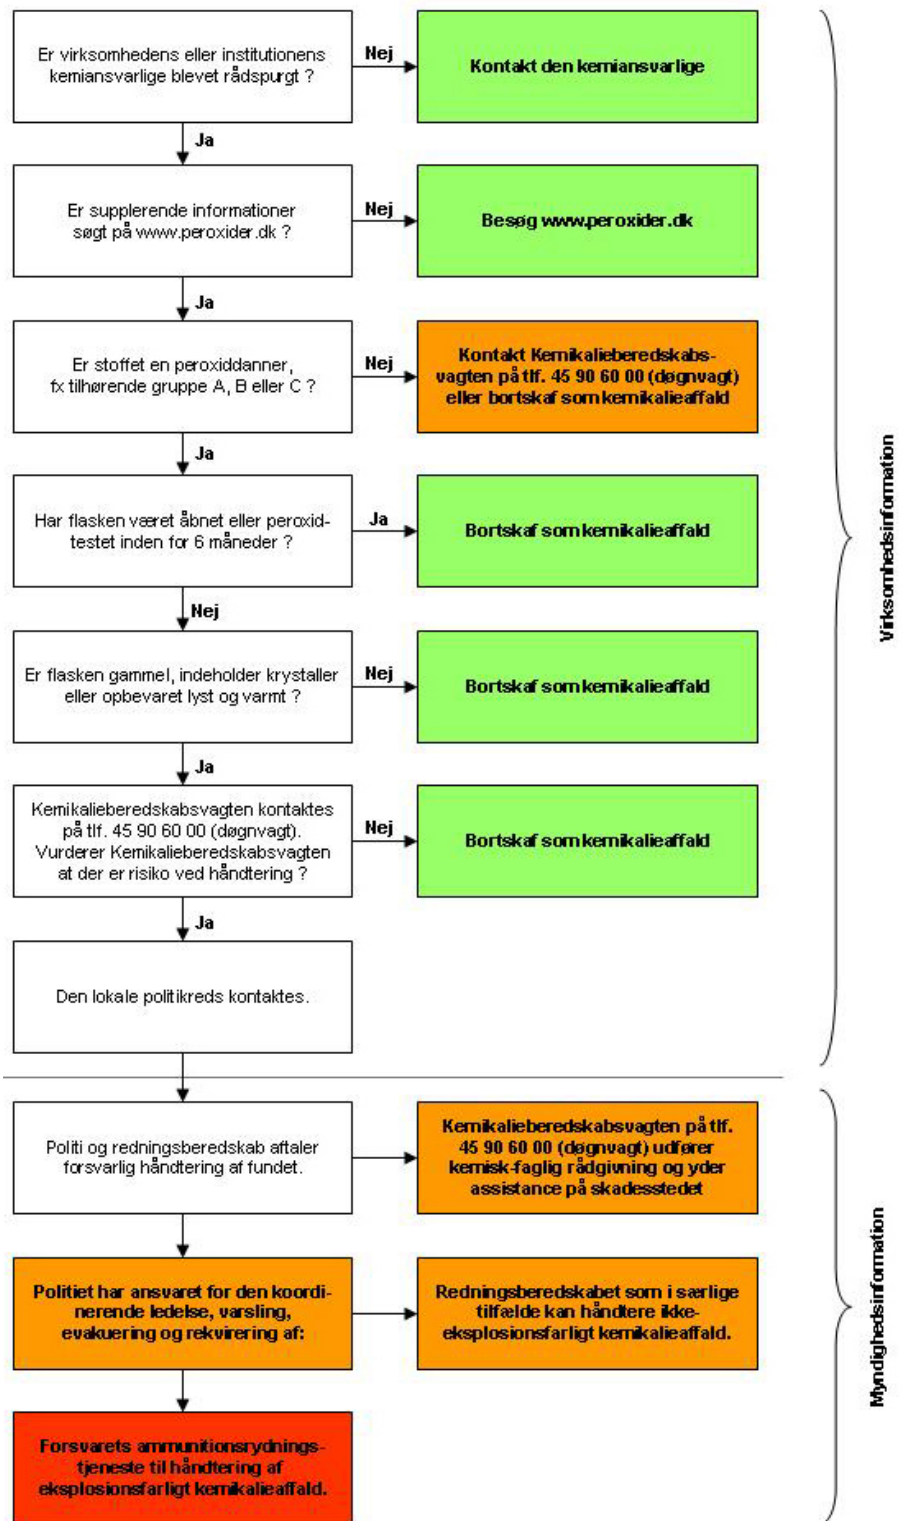 Er virksomhedens eller institutionens
kemiansvarlige blevet rådspurgt ?
Nej
Kontakt den kemiansvarlige
Ja
Er supplerende informationer
søgt på www.peroxider.dk ?
Nej
Besøg www.peroxider.dk
Ja
Er stoffet en peroxiddanner,
fx tilhørende gruppe A, B eller C ?
Nej
Kontakt Kemikalieberedskabs-
vagten på tlf. 45 90 60 00 (døgnvagt)
eller bortskaf som kemikalieaffald
Ja
Har flasken været åbnet eller peroxid-
testet inden for 6 måneder ?
Ja
Bortskaf som kemikalieaffald
Nej
Er flasken gammel, indeholder krystaller
eller opbevaret lyst og varmt ?
Nej
Bortskaf som kemikalieaffald
Ja
Kemikalieberedskabsvagten kontaktes
på tlf. 45 90 60 00 (døgnvagt).
Vurderer Kemikalieberedskabsvagten
at der er risiko ved håndtering ?
Nej
Bortskaf som kemikalieaffald
Ja
Den lokale politikreds kontaktes.
Virksomhedsinformation
Politi og redningsberedskab aftaler
forsvarlig håndtering af fundet.
Kemikalieberedskabsvagten på tlf.
45 90 60 00 (døgnvagt) udfører
kemisk-faglig rådgivning og yder
assistance på skadesstedet
Politiet har ansvaret for den koordi-
nerende ledelse, varsling,
evakuering og rekvirering af:
Redningsberedskabet som i særlige
tilfælde kan håndtere ikke-
eksplosionsfarligt kemikalieaffald.
Forsvarets ammunitionsrydnings-
tjeneste til håndtering af
eksplosionsfarligt kemikalieaffald.
Myndighedsinformation